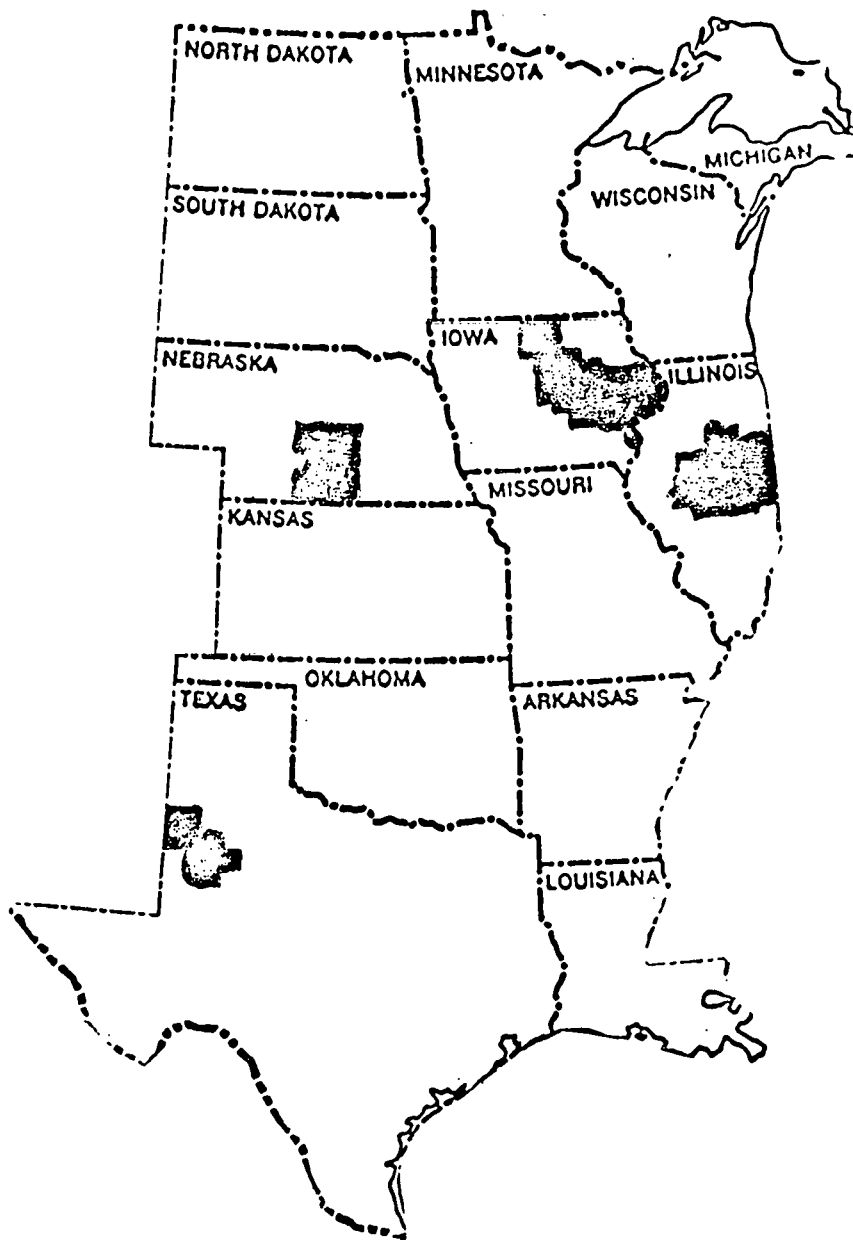 NORTH DAKOTA
MINNESOTA
MICHIGAN
SOUTH DAKOTA
WISCONSIN
IOWA
NEBRASKA
ILLINOIS
MISSOURI
KANSAS
OKLAHOMA
TEXAS
ARKANSAS
LOUISIANA